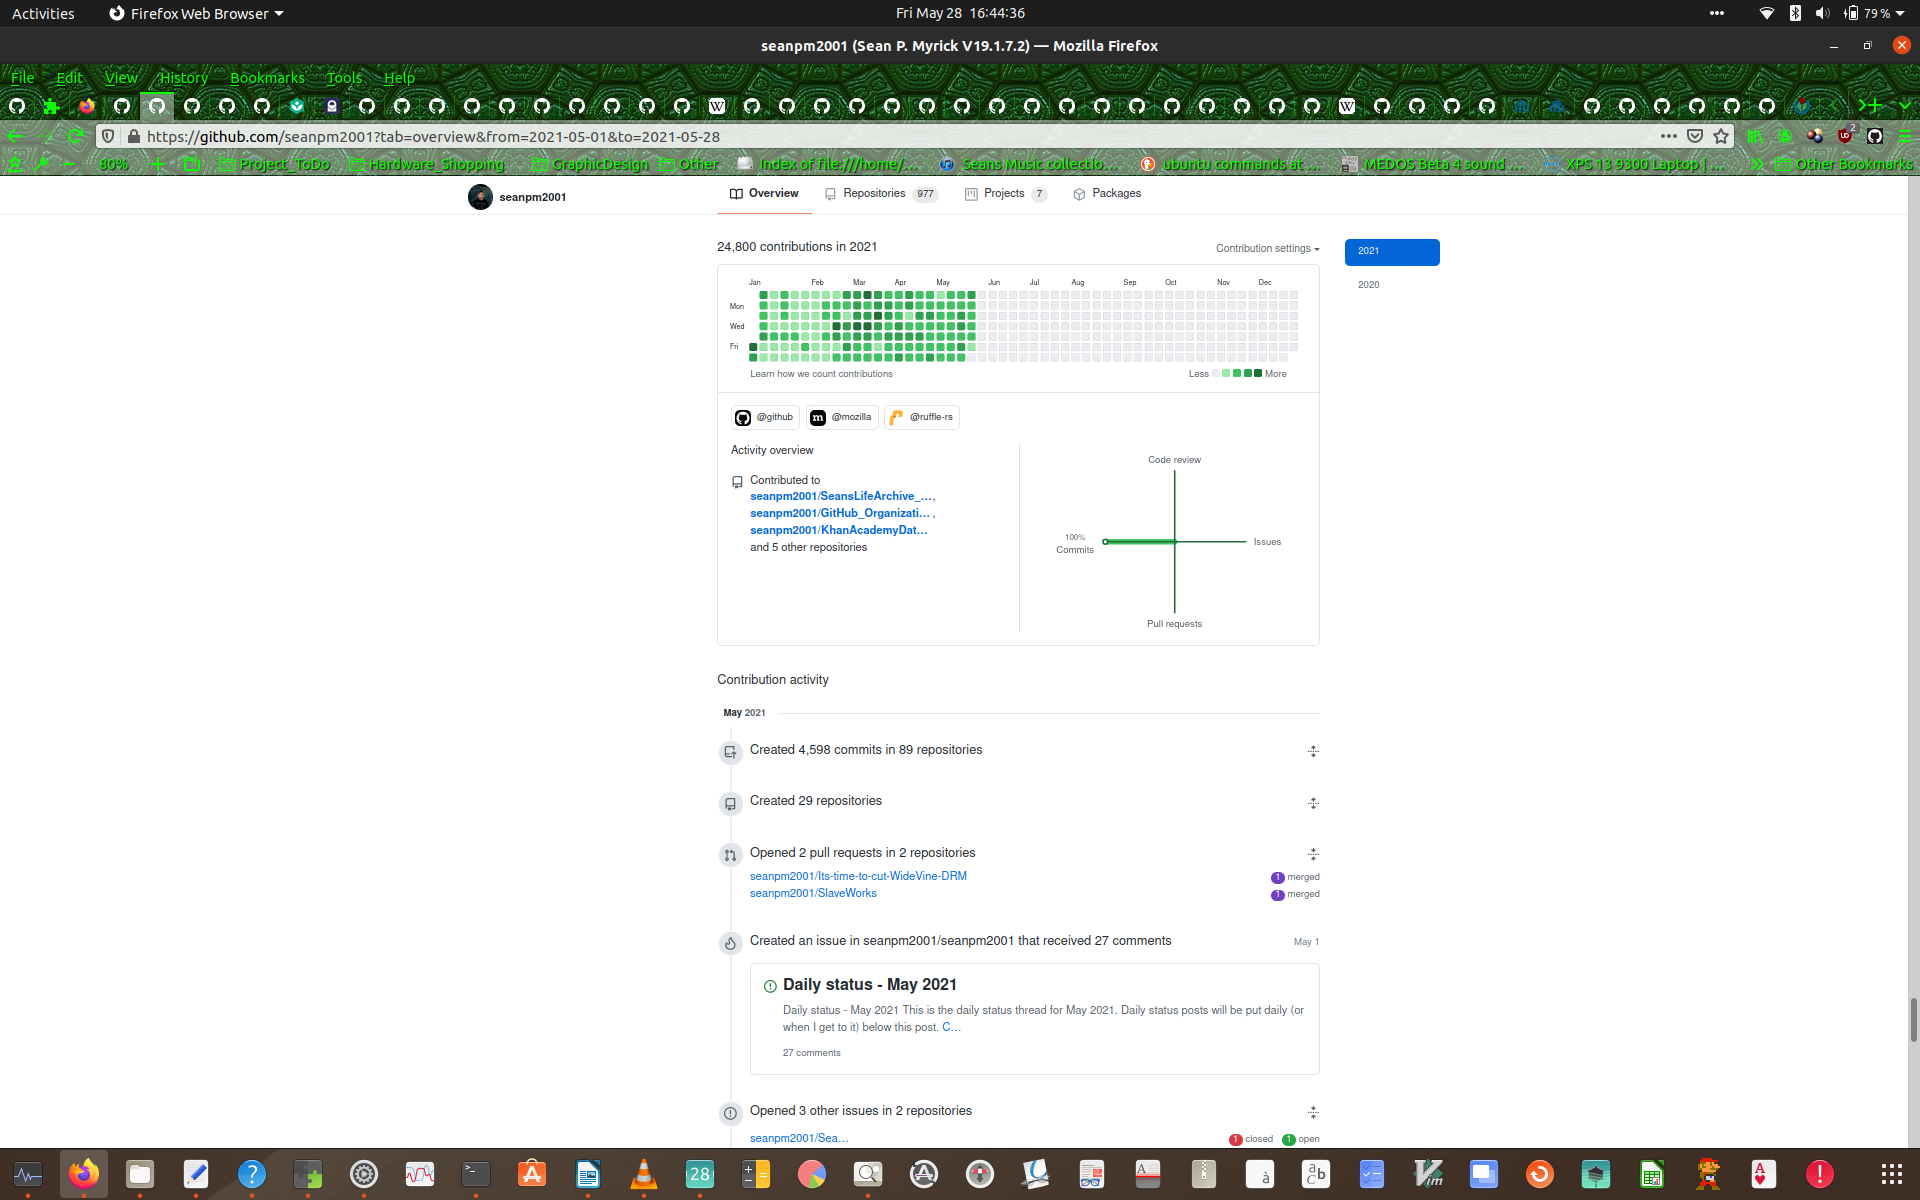 Activities
Firefox Web Browser
Fri May 28 16:44:36
79 %
seanpm2001 (Sean P. Myrick V19.1.7.2) — Mozilla Firefox
File Edit View History Bookmarks Tools Help
https://github.com/seanpm2001?tab=overview&from=2021-05-01&to=2021-05-28
2
80%
Project_ToDo
Hardware_Shopping
GraphicDesign
Other
Index of file:///home/…
Seans Music collectio…
ubuntu commands at …
MEDOS Beta 4 sound …
XPS 13 9300 Laptop | …
Other Bookmarks
seanpm2001
Overview
Repositories 977
Projects 7
Packages
24,800 contributions in 2021
Contribution settings
2021
2020
Jan Feb Mar Apr May Jun Jul Aug Sep Oct Nov Dec
Mon
Wed
Fri
Learn how we count contributions
Less
More
@github
@mozilla
@ruffle-rs
Activity overview
Contributed to
seanpm2001/SeansLifeArchive_…,
seanpm2001/GitHub_Organizati… ,
seanpm2001/KhanAcademyDat…
and 5 other repositories
Code review
100%
Commits
Issues
Pull requests
Contribution activity
May 2021
Created 4,598 commits in 89 repositories
Created 29 repositories
Opened 2 pull requests in 2 repositories
seanpm2001/Its-time-to-cut-WideVine-DRM
1 merged
seanpm2001/SlaveWorks
1 merged
Created an issue in seanpm2001/seanpm2001 that received 27 comments
May 1
Daily status - May 2021
Daily status - May 2021 This is the daily status thread for May 2021. Daily status posts will be put daily (or
when I get to it) below this post. C…
27 comments
Opened 3 other issues in 2 repositories
seanpm2001/Sea…
1 closed 1 open
28